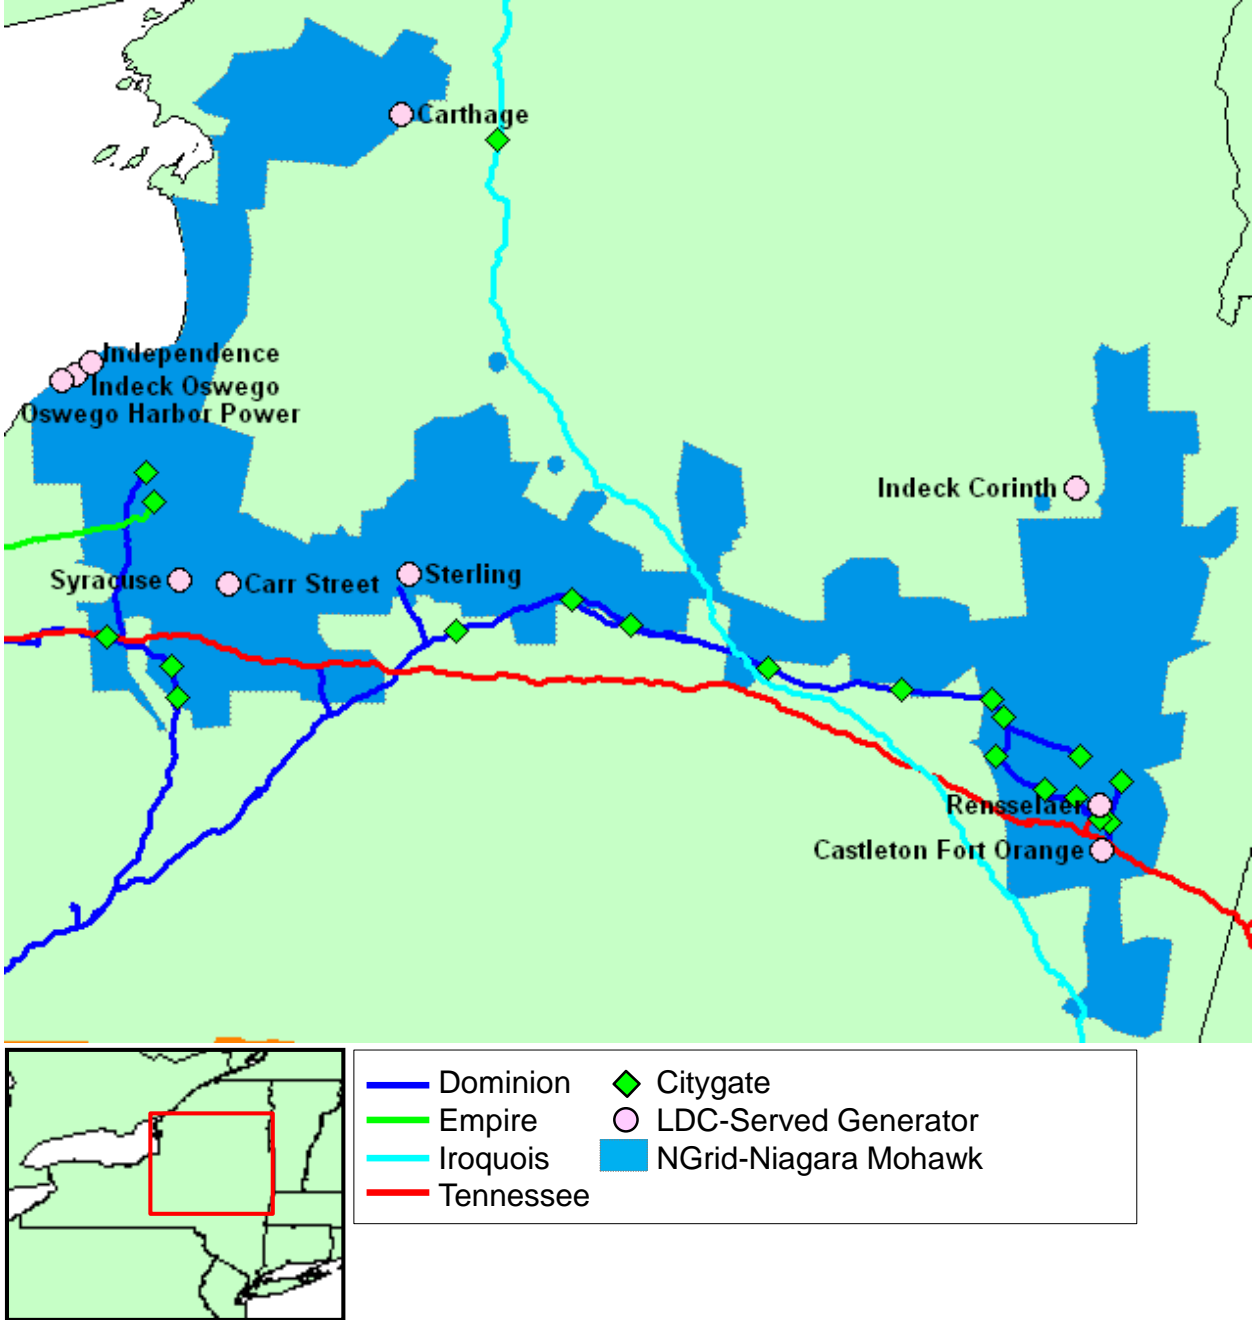 Carthage
Independence
Indeck Oswego
Oswego Harbor Power
Indeck Corinth
Syracuse
Carr Street
Sterling
Rensselaer
Castleton Fort Orange
Dominion
Citygate
Empire
LDC-Served Generator
Iroquois
NGrid-Niagara Mohawk
Tennessee